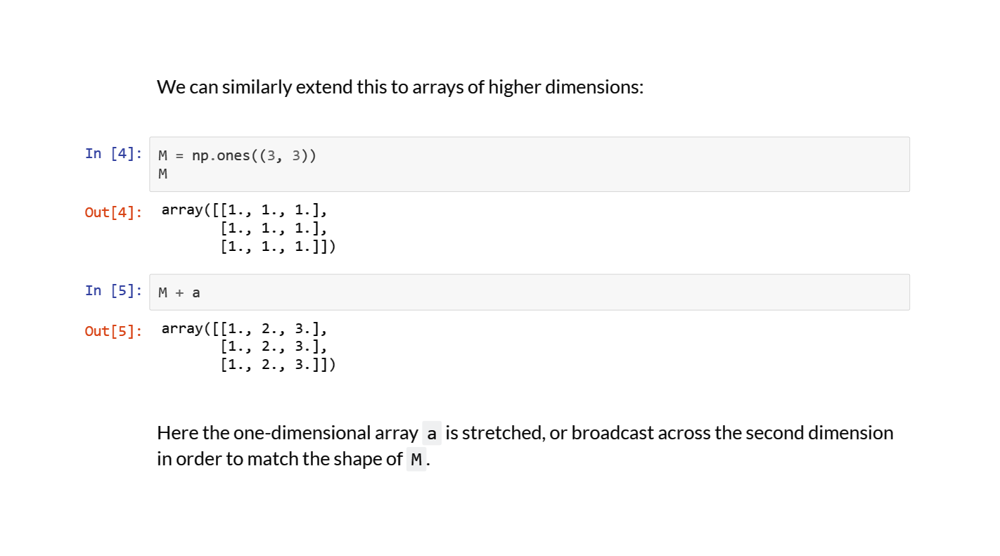 We can similarly extend this to arrays of higher dimensions:
In [4]: M = np.ones((3, 3))
M
Out[4]: array([[1., 1., 1.],
[1., 1., 1.],
[1., 1., 1.]])
In [5]: M + a
Out[5]: array([[1., 2., 3.],
[1., 2., 3.],
[1., 2., 3.]])
Here the one-dimensional array a is stretched, or broadcast across the second dimension
in order to match the shape of M.